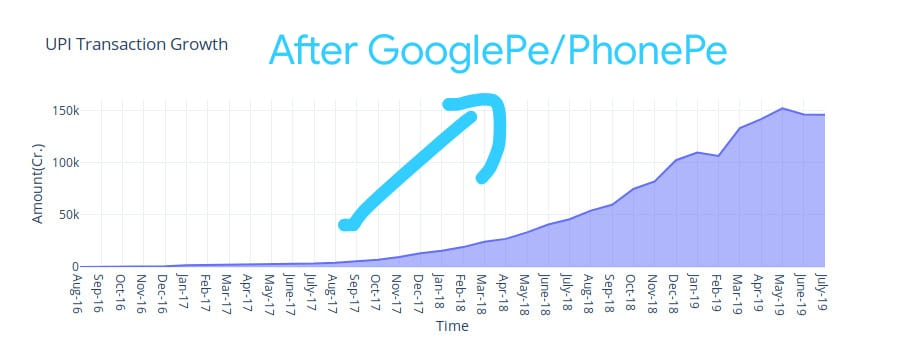 UPI Transaction Growth
After GooglePe/PhonePe
Amount(Cr.)
150k
100k
50k
0
Aug-16
Sep-16
Oct-16
Nov-16
Dec-16
Jan-17
Feb-17
Mar-17
Apr-17
May-17
June-17
July-17
Aug-17
Sep-17
Oct-17
Nov-17
Dec-17
Jan-18
Feb-18
Mar-18
Apr-18
May-18
June-18
July-18
Aug-18
Sep-18
Oct-18
Nov-18
Dec-18
Jan-19
Feb-19
Mar-19
Apr-19
May-19
June-19
July-19
Time